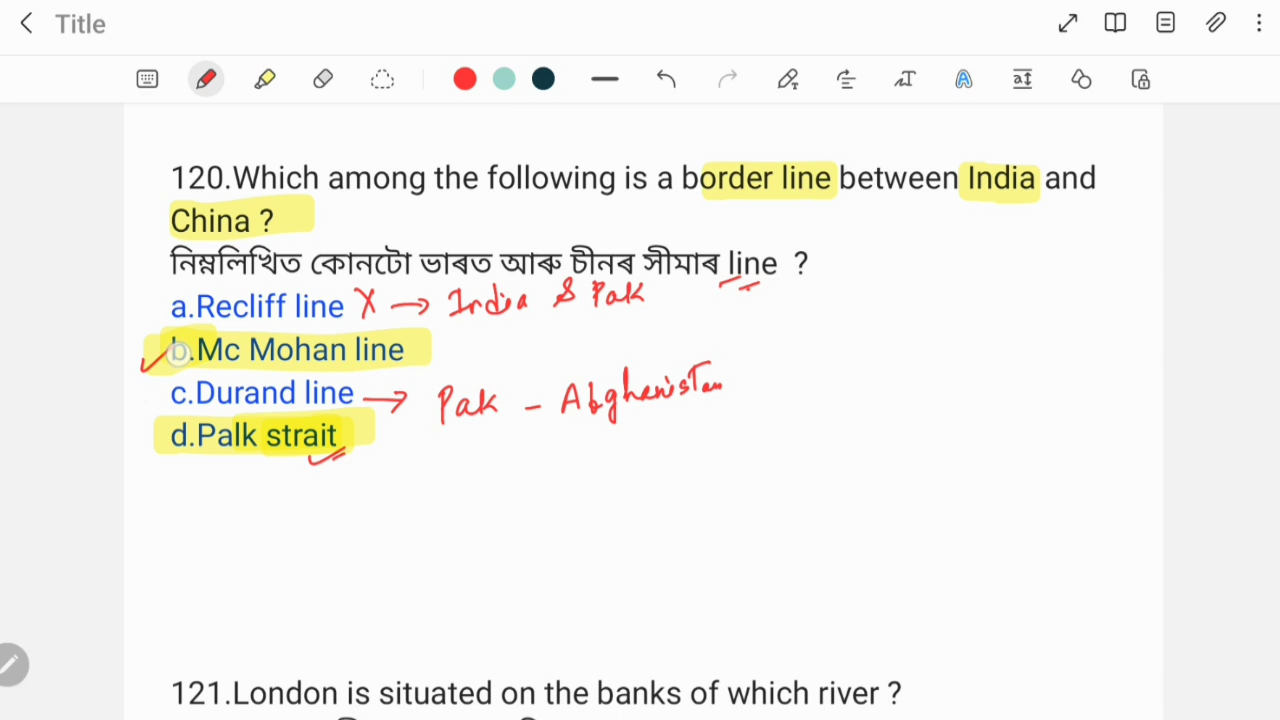 Title
120.Which among the following is a border line between India and
China ?
নিম্নলিখিত কোনটো ভাৰত আৰু চীনৰ সীমাৰ line ?
a.Recliff line X → India & Pak
b.Mc Mohan line
c.Durand line → Pak - Afghanistan
d.Palk strait
121.London is situated on the banks of which river ?